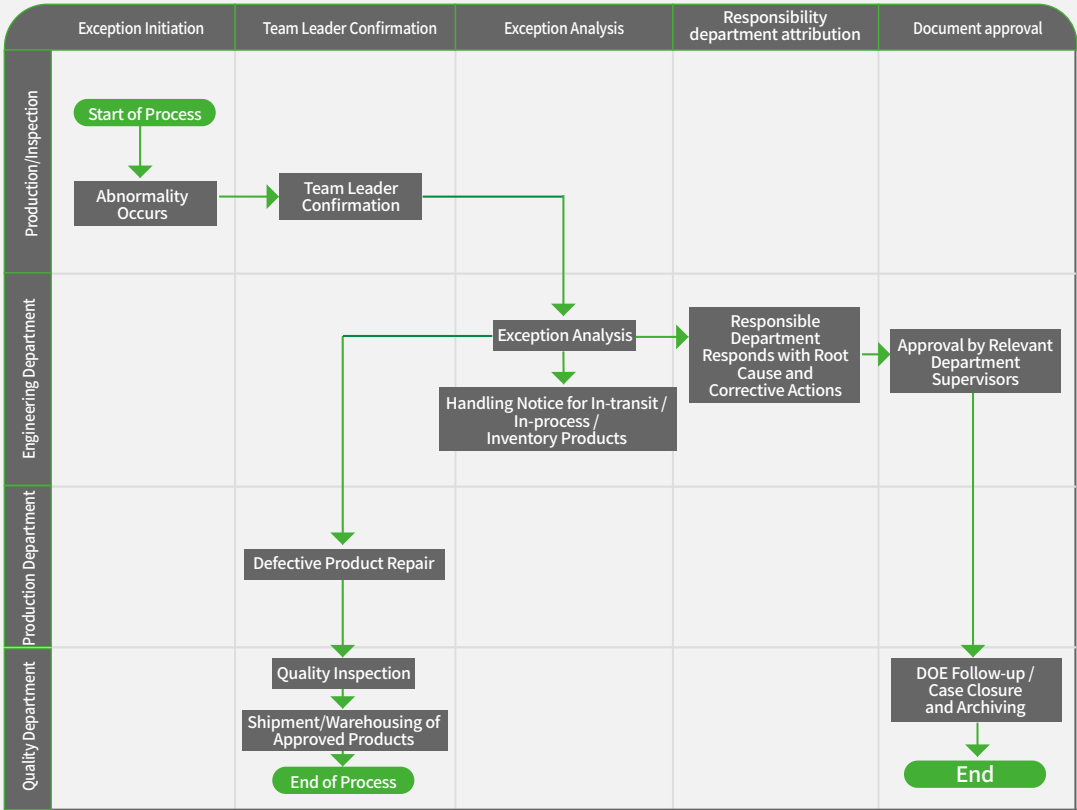 Exception Initiation
Team Leader Confirmation
Exception Analysis
Responsibility
department attribution
Document approval
Production/Inspection
Start of Process
Abnormality
Occurs
Team Leader
Confirmation
Engineering Department
Exception Analysis
Responsible
Department
Responds with Root
Cause and
Corrective Actions
Approval by Relevant
Department
Supervisors
Handling Notice for In-transit /
In-process /
Inventory Products
Production Department
Defective Product Repair
Quality Department
Quality Inspection
Shipment/Warehousing of
Approved Products
End of Process
DOE Follow-up /
Case Closure
and Archiving
End